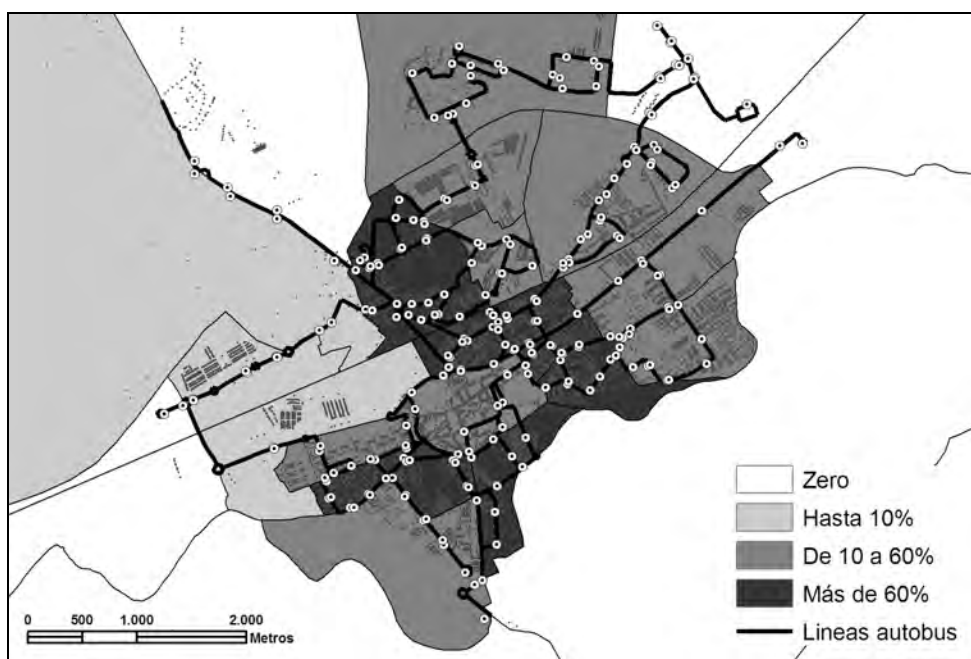 Zero
Hasta 10%
De 10 a 60%
Más de 60%
Lineas autobus
0 500 1.000 2.000
Metros